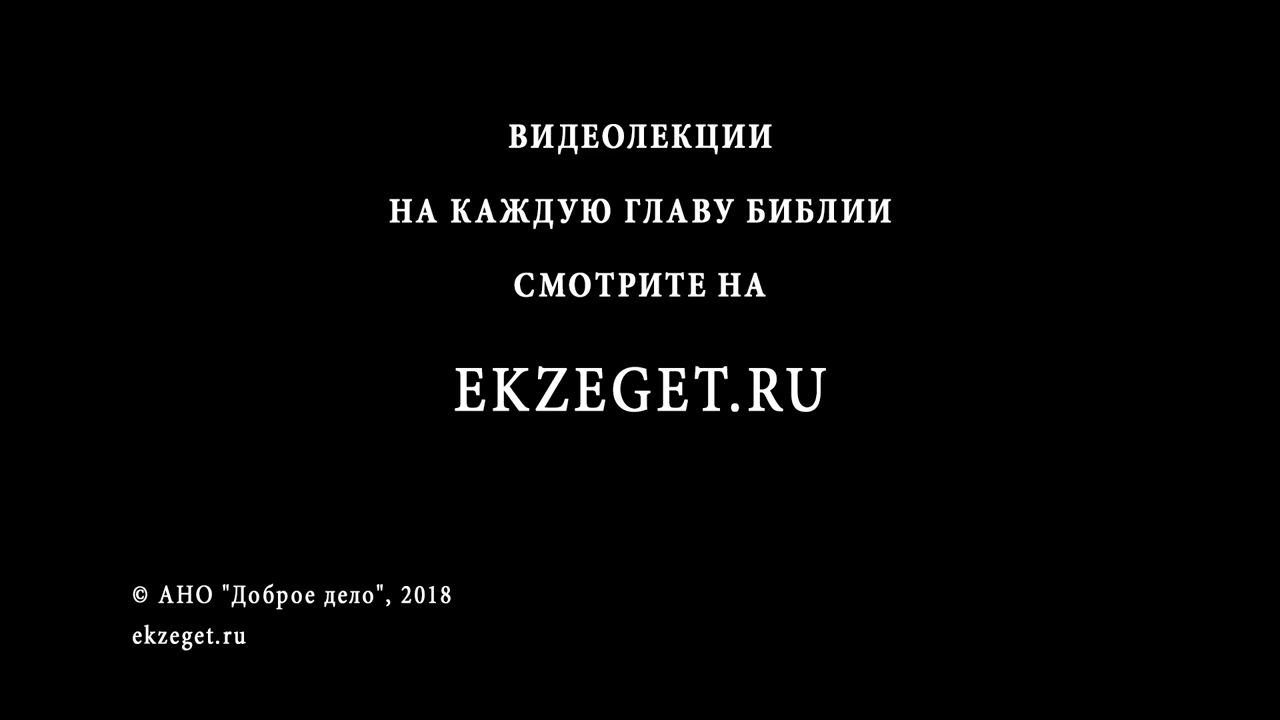 ВИДЕОЛЕКЦИИ
НА КАЖДУЮ ГЛАВУ БИБЛИИ
СМОТРИТЕ НА
EKZEGET.RU
© АНО "Доброе дело", 2018
ekzeget.ru